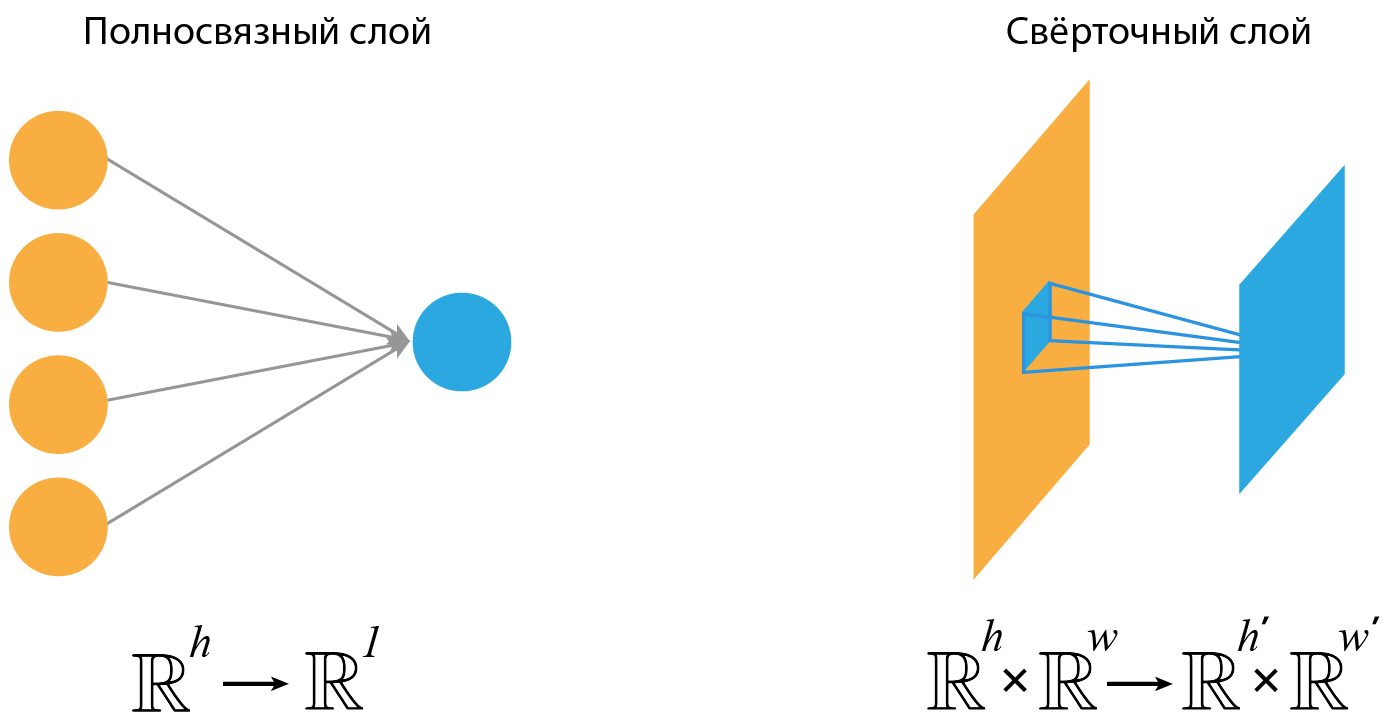 Полносвязный слой
Свёрточный слой
ℝ^h → ℝ^1
ℝ^h × ℝ^w → ℝ^h′ × ℝ^w′